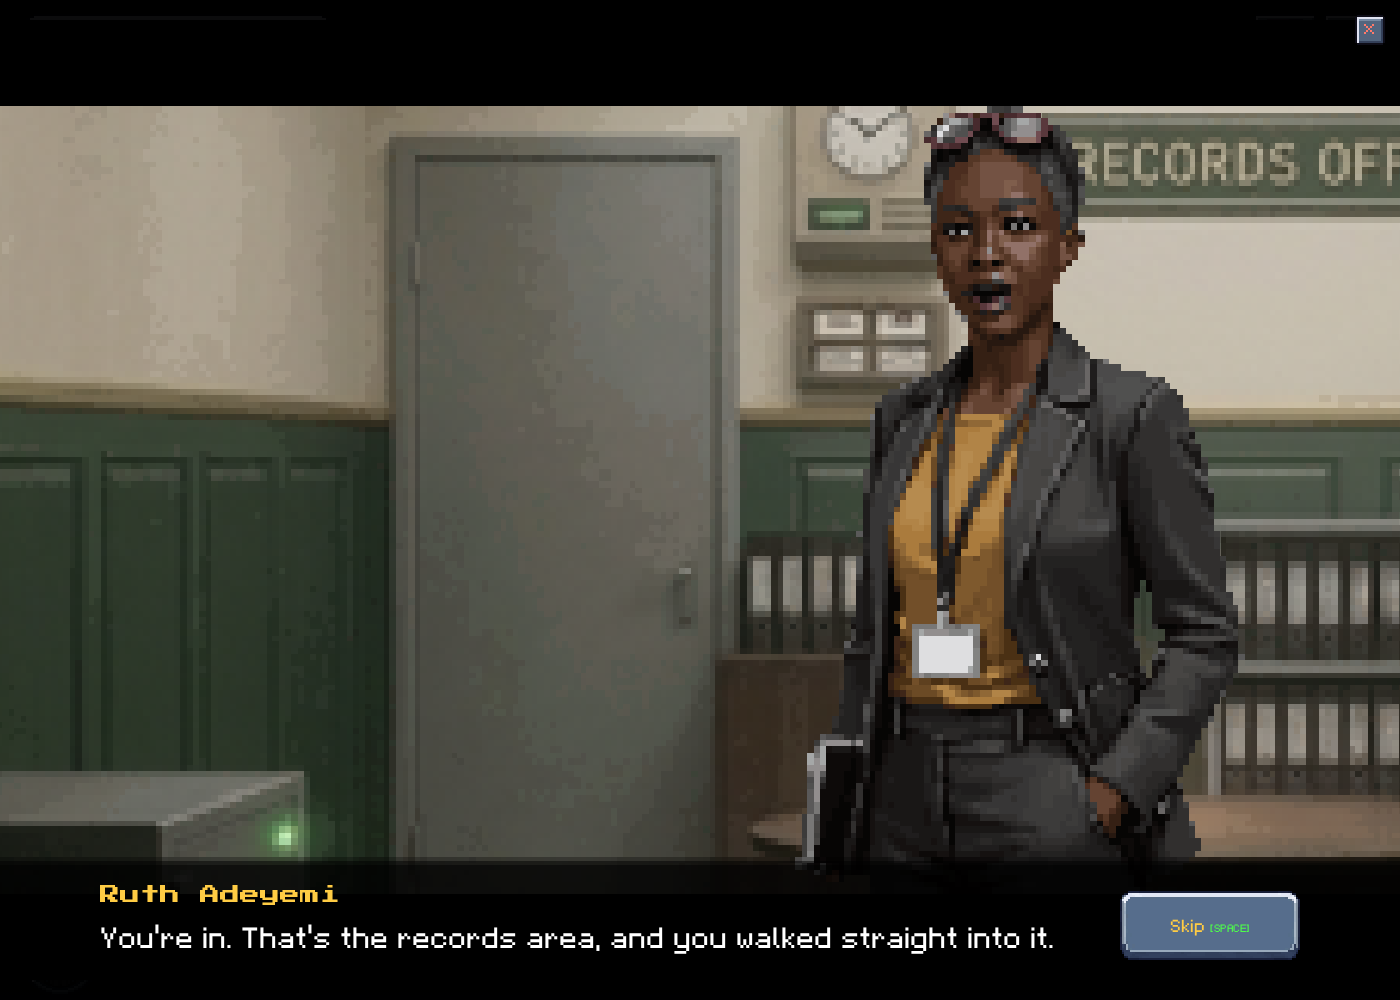 RECORDS OFF
Ruth Adeyemi
You're in. That's the records area, and you walked straight into it.
Skip [SPACE]